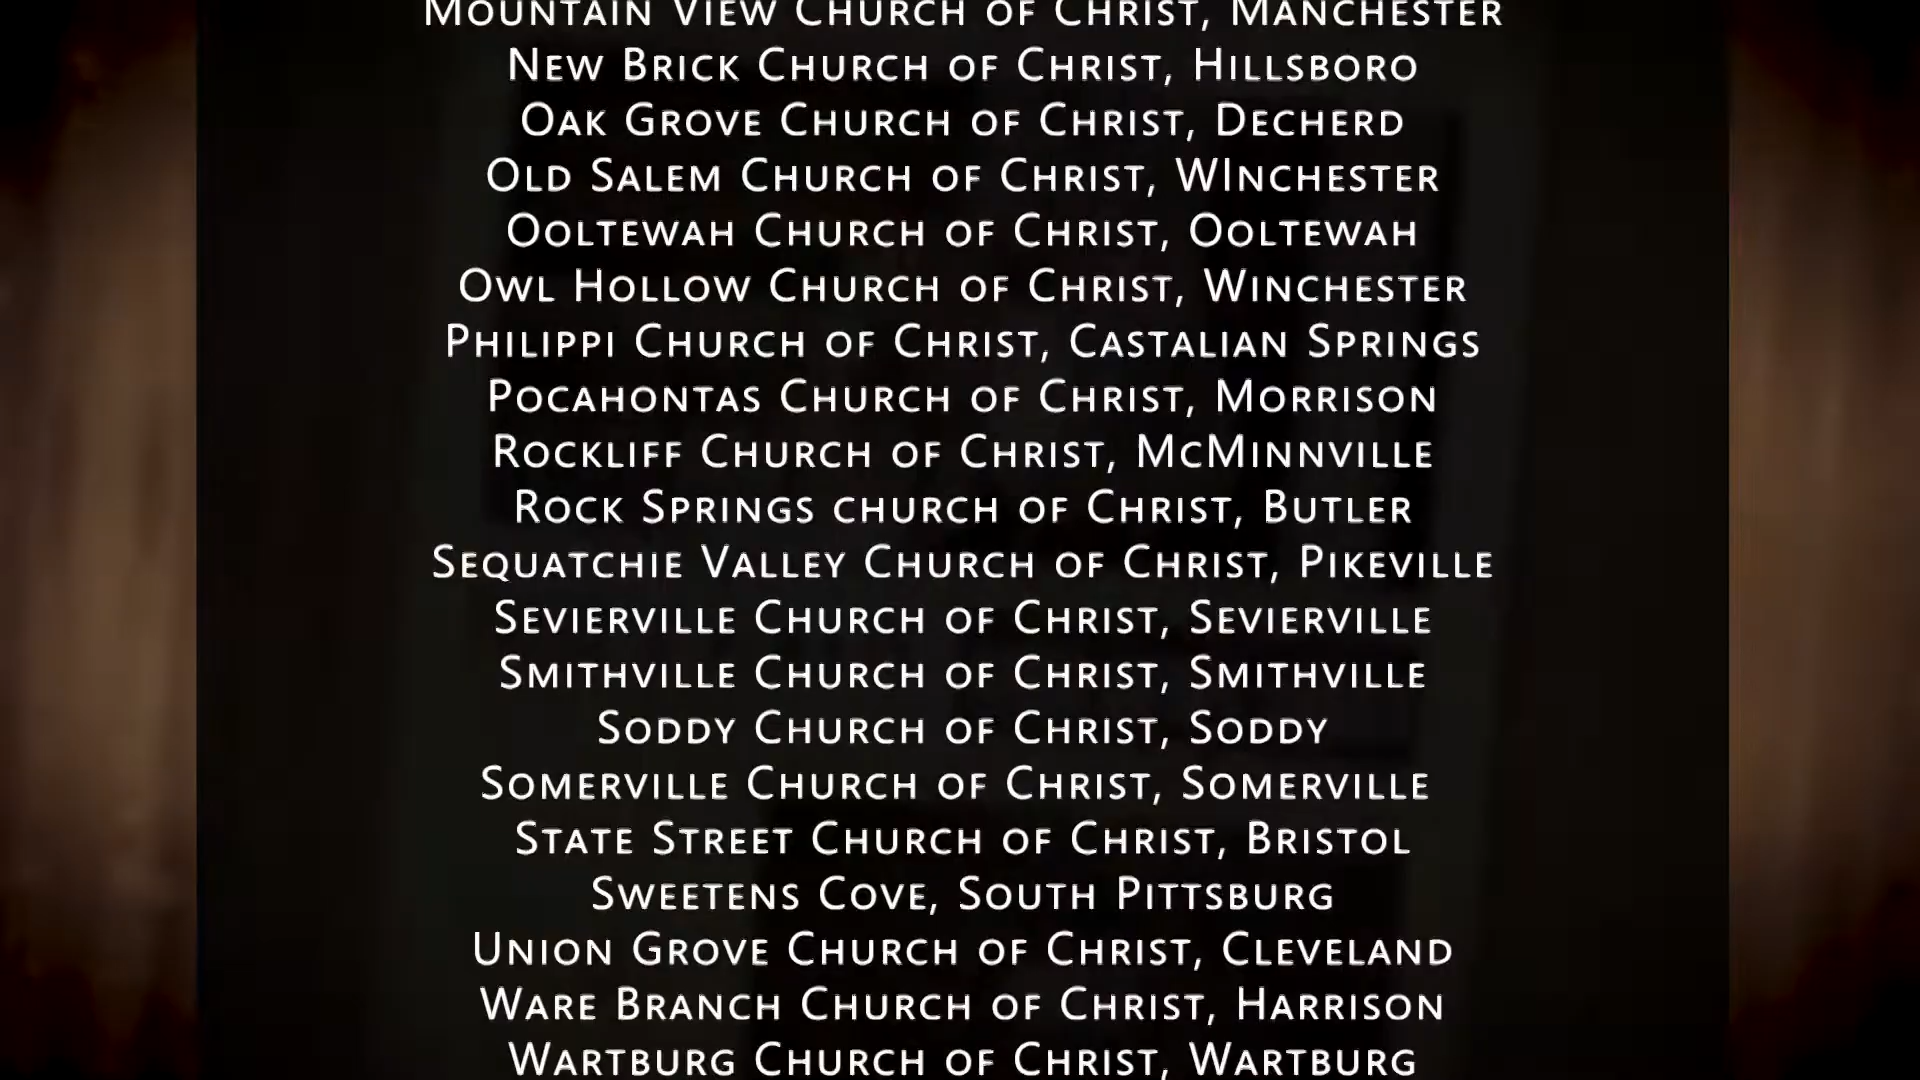 Mountain View Church of Christ, Manchester
New Brick Church of Christ, Hillsboro
Oak Grove Church of Christ, Decherd
Old Salem Church of Christ, WInchester
Ooltewah Church of Christ, Ooltewah
Owl Hollow Church of Christ, Winchester
Philippi Church of Christ, Castalian Springs
Pocahontas Church of Christ, Morrison
Rockliff Church of Christ, McMinnville
Rock Springs church of Christ, Butler
Sequatchie Valley Church of Christ, Pikeville
Sevierville Church of Christ, Sevierville
Smithville Church of Christ, Smithville
Soddy Church of Christ, Soddy
Somerville Church of Christ, Somerville
State Street Church of Christ, Bristol
Sweetens Cove, South Pittsburg
Union Grove Church of Christ, Cleveland
Ware Branch Church of Christ, Harrison
Wartburg Church of Christ, Wartburg